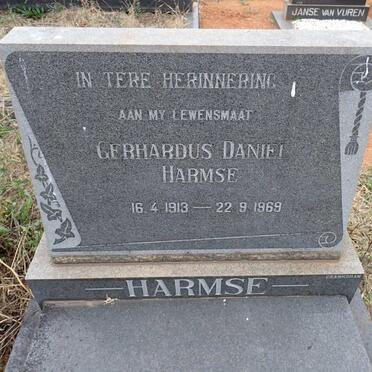 JANSE VAN VUREN
IN TERE HERINNERING
AAN MY LEWENSMAAT
GERHARDUS DANIEL
HARMSE
16.4.1913 — 22.9.1969
— HARMSE —